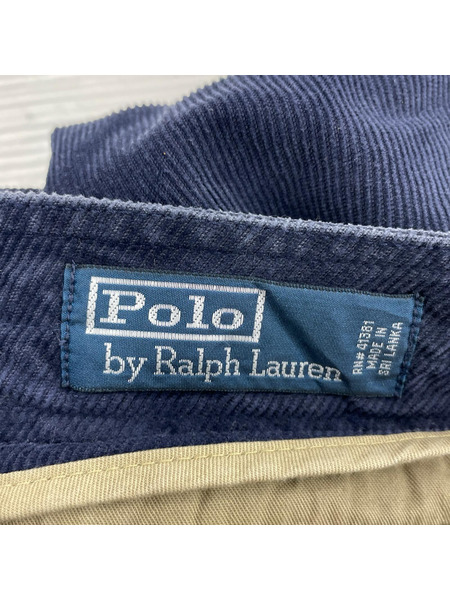 Polo
by Ralph Lauren
RN#41381
MADE IN
SRI LANKA